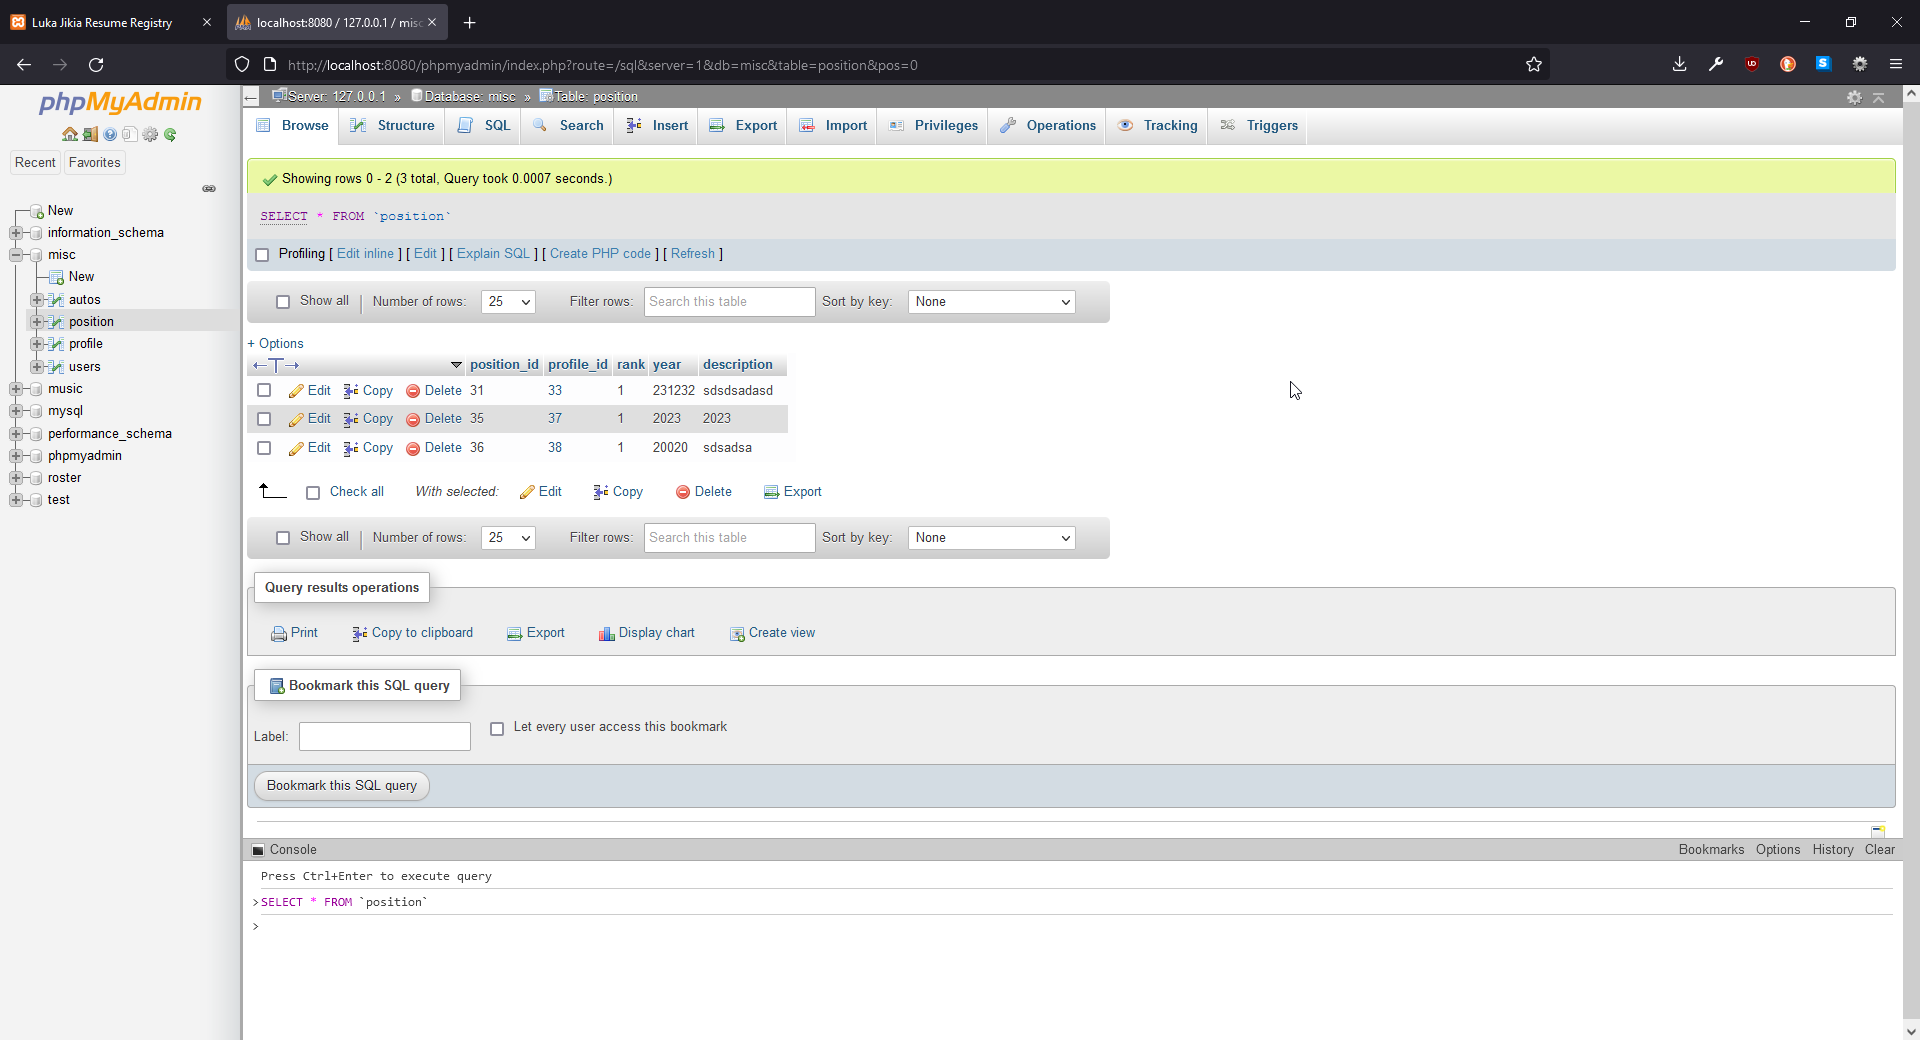 Luka Jikia Resume Registry
localhost:8080 / 127.0.0.1 / misc
http://localhost:8080/phpmyadmin/index.php?route=/sql&server=1&db=misc&table=position&pos=0
phpMyAdmin
Recent Favorites
New
information_schema
misc
New
autos
position
profile
users
music
mysql
performance_schema
phpmyadmin
roster
test
Server: 127.0.0.1 » Database: misc » Table: position
Browse Structure SQL Search Insert Export Import Privileges Operations Tracking Triggers
Showing rows 0 - 2 (3 total, Query took 0.0007 seconds.)
SELECT * FROM `position`
Profiling [ Edit inline ] [ Edit ] [ Explain SQL ] [ Create PHP code ] [ Refresh ]
Show all | Number of rows: 25 Filter rows: Search this table Sort by key: None
+ Options
←T→ position_id profile_id rank year description
Edit Copy Delete 31 33 1 231232 sdsdsadasd
Edit Copy Delete 35 37 1 2023 2023
Edit Copy Delete 36 38 1 20020 sdsadsa
Check all With selected: Edit Copy Delete Export
Show all | Number of rows: 25 Filter rows: Search this table Sort by key: None
Query results operations
Print Copy to clipboard Export Display chart Create view
Bookmark this SQL query
Label: Let every user access this bookmark
Bookmark this SQL query
Console Bookmarks Options History Clear
Press Ctrl+Enter to execute query
>SELECT * FROM `position`
>